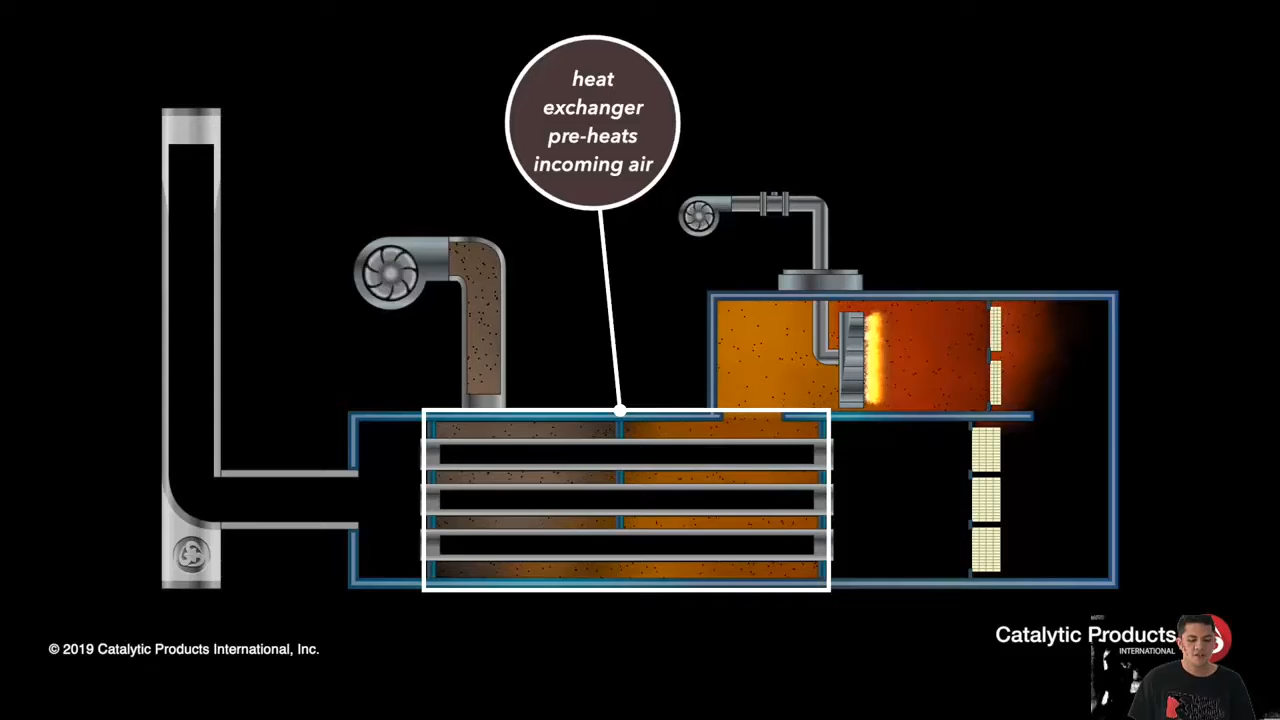 heat
exchanger
pre-heats
incoming air
© 2019 Catalytic Products International, Inc.
Catalytic Products
INTERNATIONAL